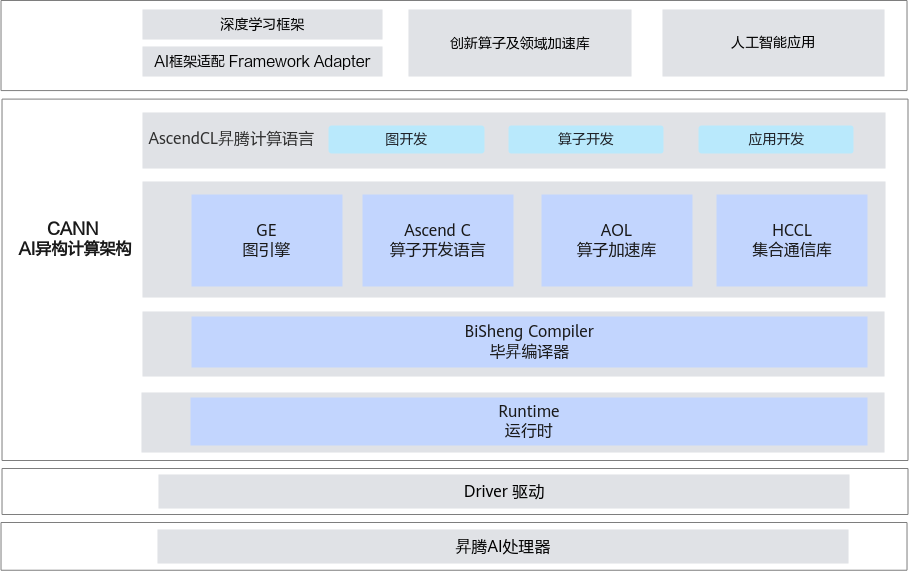 深度学习框架
AI框架适配 Framework Adapter
创新算子及领域加速库
人工智能应用
CANN
AI异构计算架构
AscendCL昇腾计算语言
图开发
算子开发
应用开发
GE
图引擎
Ascend C
算子开发语言
AOL
算子加速库
HCCL
集合通信库
BiSheng Compiler
毕昇编译器
Runtime
运行时
Driver 驱动
昇腾AI处理器